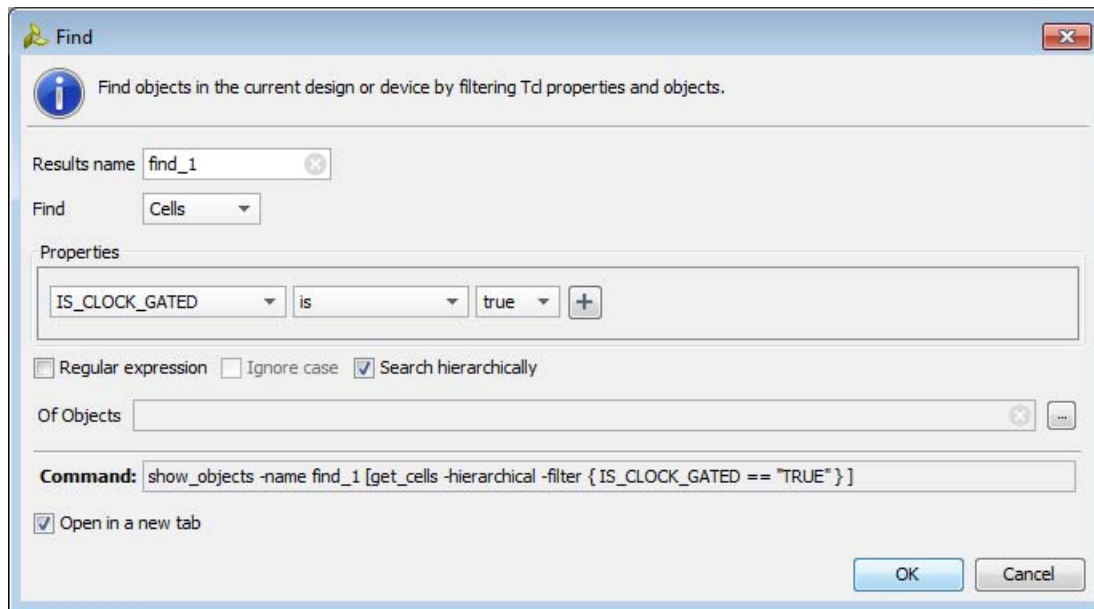 Find
Find objects in the current design or device by filtering Tcl properties and objects.
Results name find_1
Find Cells
Properties
IS_CLOCK_GATED is true +
Regular expression Ignore case Search hierarchically
Of Objects ...
Command: show_objects -name find_1 [get_cells -hierarchical -filter { IS_CLOCK_GATED == "TRUE" } ]
Open in a new tab
OK Cancel